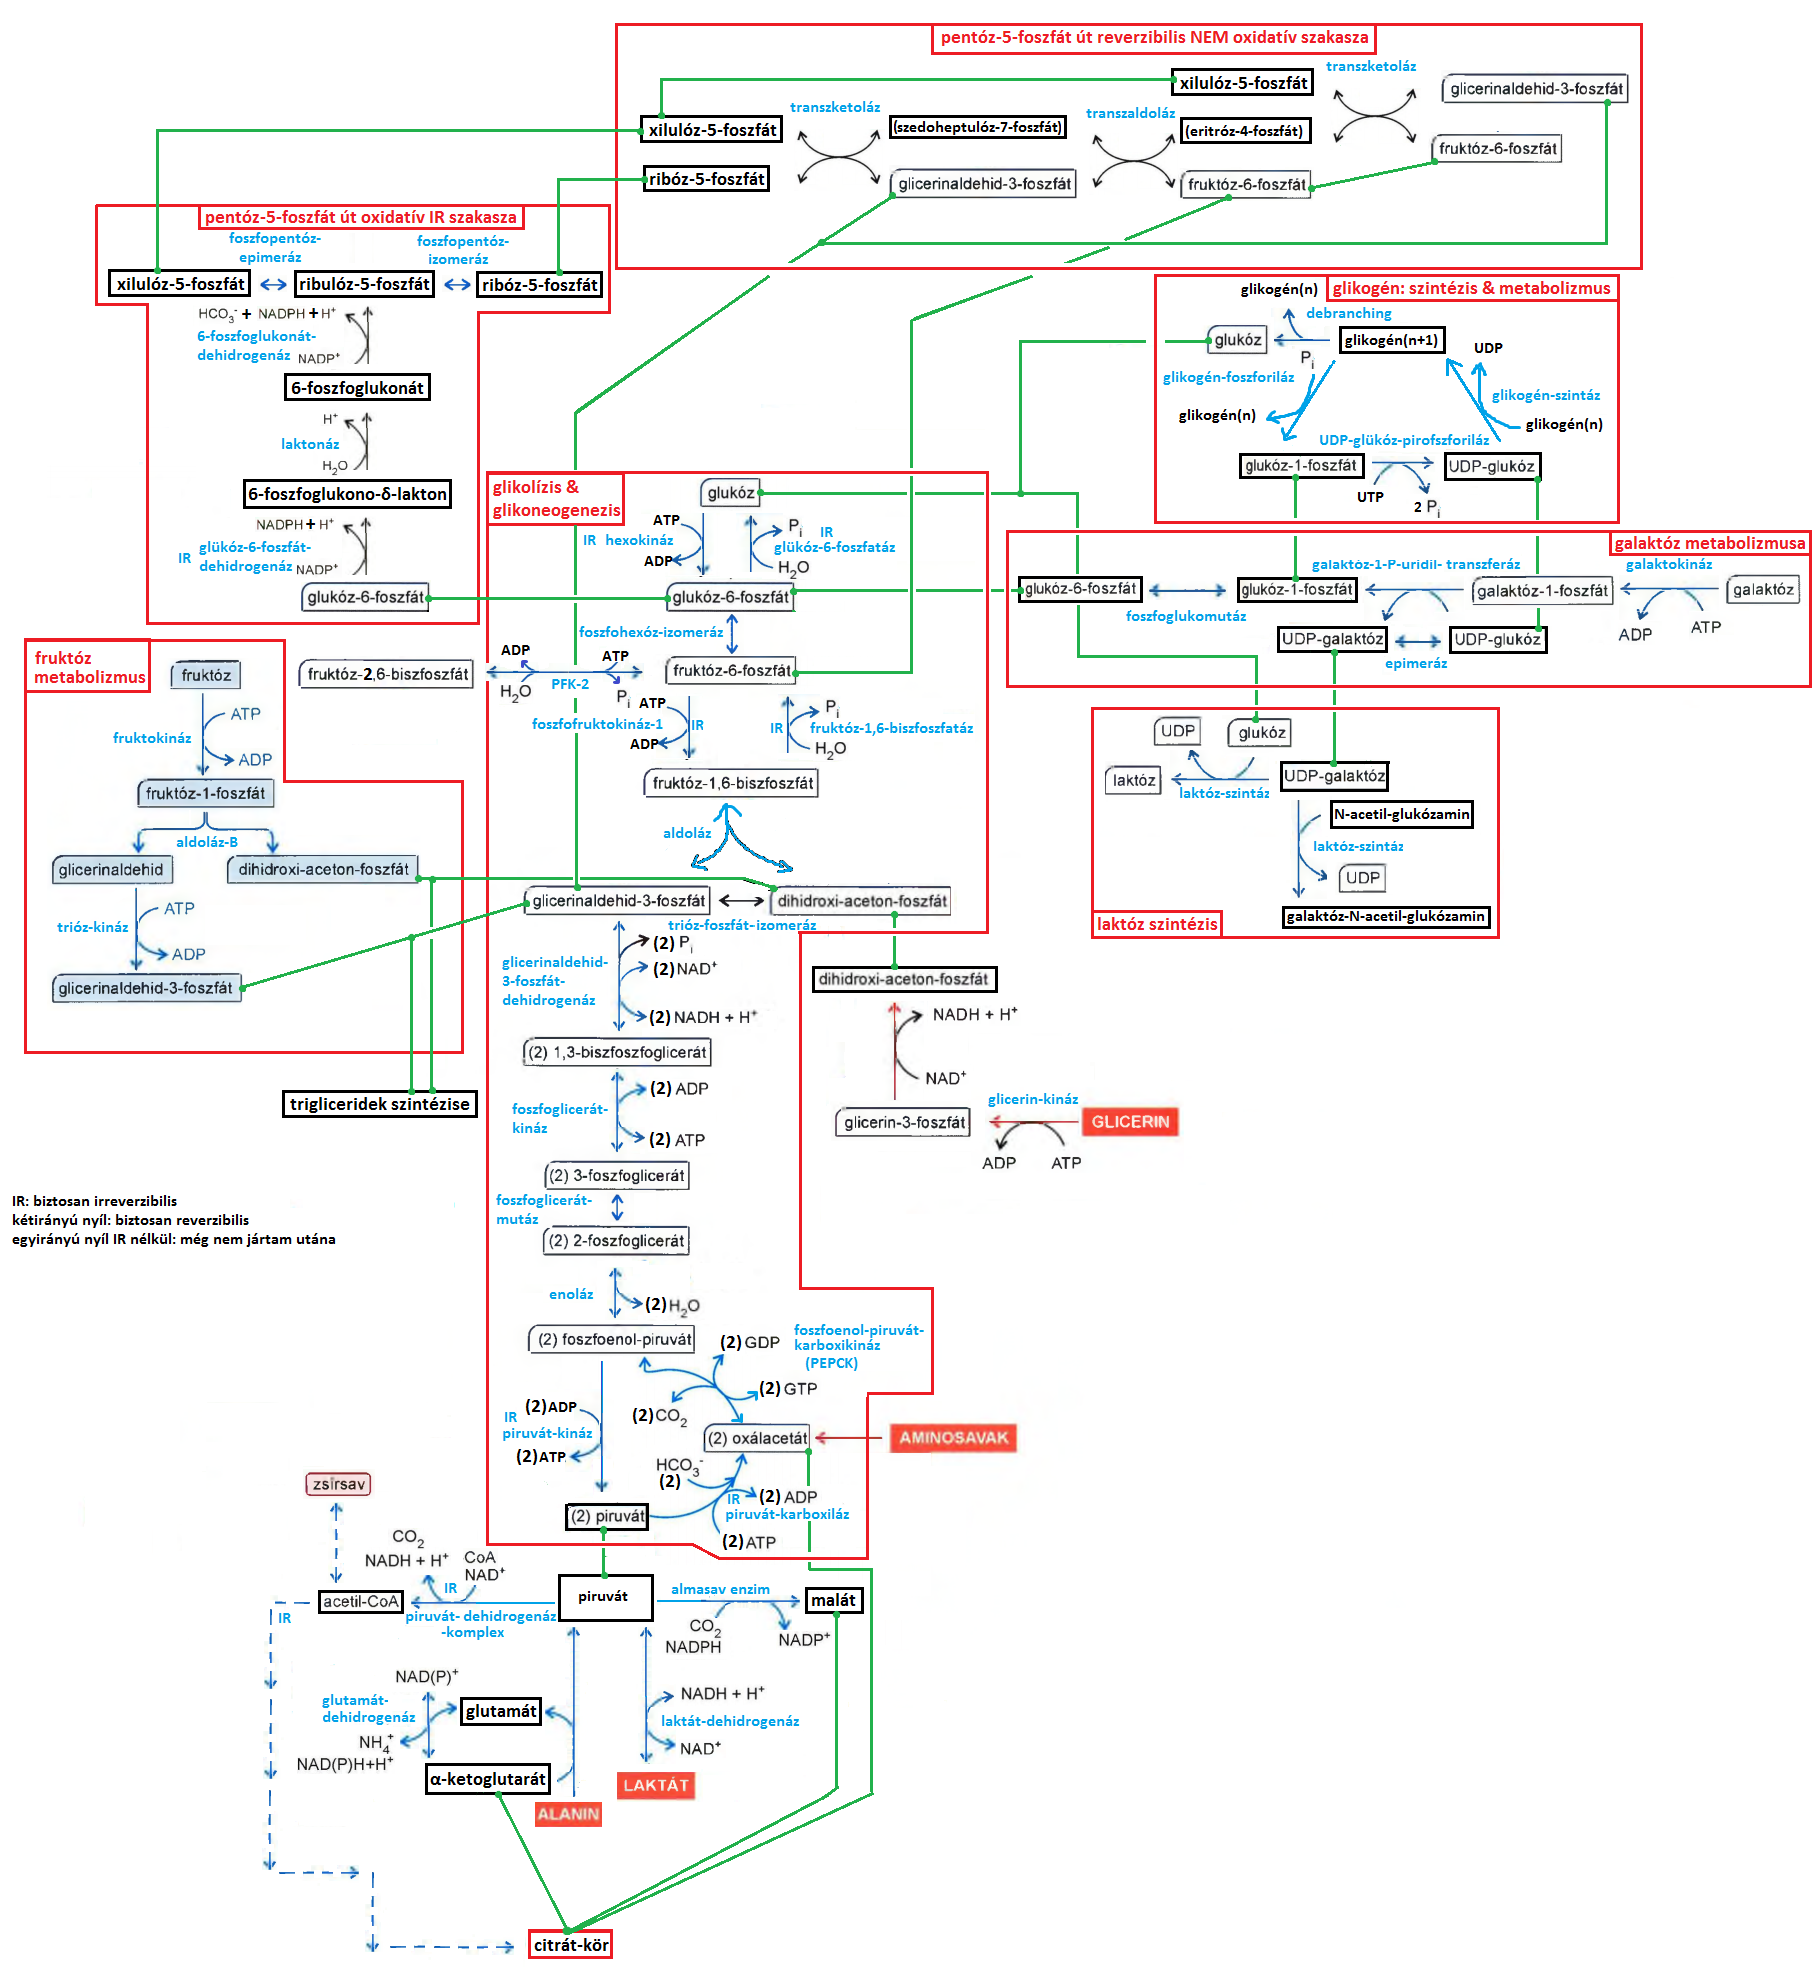 pentóz-5-foszfát út reverzibilis NEM oxidatív szakasza
transzketoláz
xilulóz-5-foszfát
glicerinaldehid-3-foszfát
transzketoláz
transzaldoláz
xilulóz-5-foszfát
(szedoheptulóz-7-foszfát)
(eritróz-4-foszfát)
fruktóz-6-foszfát
ribóz-5-foszfát
glicerinaldehid-3-foszfát
fruktóz-6-foszfát
pentóz-5-foszfát út oxidatív IR szakasza
foszfopentóz-
epimeráz
foszfopentóz-
izomeráz
xilulóz-5-foszfát
ribulóz-5-foszfát
ribóz-5-foszfát
HCO3- + NADPH + H+
6-foszfoglukonát-
dehidrogenáz
NADP+
6-foszfoglukonát
H+
laktonáz
H2O
6-foszfoglukono-δ-lakton
NADPH + H+
IR
glükóz-6-foszfát-
dehidrogenáz
NADP+
glukóz-6-foszfát
glikogén: szintézis & metabolizmus
glikogén(n)
debranching
glukóz
Pi
glikogén(n+1)
UDP
glikogén-foszforiláz
glikogén-szintáz
glikogén(n)
glikogén(n)
UDP-glükóz-pirofszforiláz
glukóz-1-foszfát
UDP-glukóz
UTP
2 Pi
glikolízis &
glikoneogenezis
glukóz
ATP
IR hexokináz
ADP
Pi
IR
glükóz-6-foszfatáz
H2O
glukóz-6-foszfát
foszfohexóz-izomeráz
fruktóz-2,6-biszfoszfát
ADP
H2O
PFK-2
ATP
Pi
fruktóz-6-foszfát
ATP
foszfofruktokináz-1
IR
ADP
Pi
IR
fruktóz-1,6-biszfoszfatáz
H2O
fruktóz-1,6-biszfoszfát
aldoláz
glicerinaldehid-3-foszfát
dihidroxi-aceton-foszfát
trióz-foszfát-izomeráz
galaktóz metabolizmusa
galaktóz-1-P-uridil- transzferáz
galaktokináz
glukóz-6-foszfát
glukóz-1-foszfát
galaktóz-1-foszfát
galaktóz
foszfoglukomutáz
ADP
ATP
UDP-galaktóz
UDP-glukóz
epimeráz
fruktóz
metabolizmus
fruktóz
ATP
fruktokináz
ADP
fruktóz-1-foszfát
aldoláz-B
glicerinaldehid
dihidroxi-aceton-foszfát
ATP
trióz-kináz
ADP
glicerinaldehid-3-foszfát
UDP
glukóz
laktóz
UDP-galaktóz
laktóz-szintáz
N-acetil-glukózamin
laktóz-szintáz
UDP
laktóz szintézis
galaktóz-N-acetil-glukózamin
(2) Pi
(2) NAD+
glicerinaldehid-
3-foszfát-
dehidrogenáz
(2) NADH + H+
(2) 1,3-biszfoszfoglicerát
(2) ADP
foszfoglicerát-
kináz
(2) ATP
(2) 3-foszfoglicerát
foszfoglicerát-
mutáz
(2) 2-foszfoglicerát
enoláz
(2) H2O
(2) foszfoenol-piruvát
dihidroxi-aceton-foszfát
NADH + H+
NAD+
glicerin-3-foszfát
glicerin-kináz
GLICERIN
ADP
ATP
trigliceridek szintézise
IR: biztosan irreverzibilis
kétirányú nyíl: biztosan reverzibilis
egyirányú nyíl IR nélkül: még nem jártam utána
(2) GDP
foszfoenol-piruvát-
karboxikináz
(PEPCK)
(2) GTP
(2) CO2
(2) ADP
IR
piruvát-kináz
(2) ATP
(2) oxálacetát
AMINOSAVAK
HCO3-
(2)
IR
(2) ADP
piruvát-karboxiláz
(2) ATP
(2) piruvát
zsírsav
CO2
NADH + H+
CoA
NAD+
IR
acetil-CoA
piruvát- dehidrogenáz
-komplex
piruvát
almasav enzim
malát
CO2
NADPH
NADP+
IR
NAD(P)+
glutamát-
dehidrogenáz
glutamát
NH4+
NAD(P)H+H+
α-ketoglutarát
NADH + H+
laktát-dehidrogenáz
NAD+
LAKTÁT
ALANIN
citrát-kör